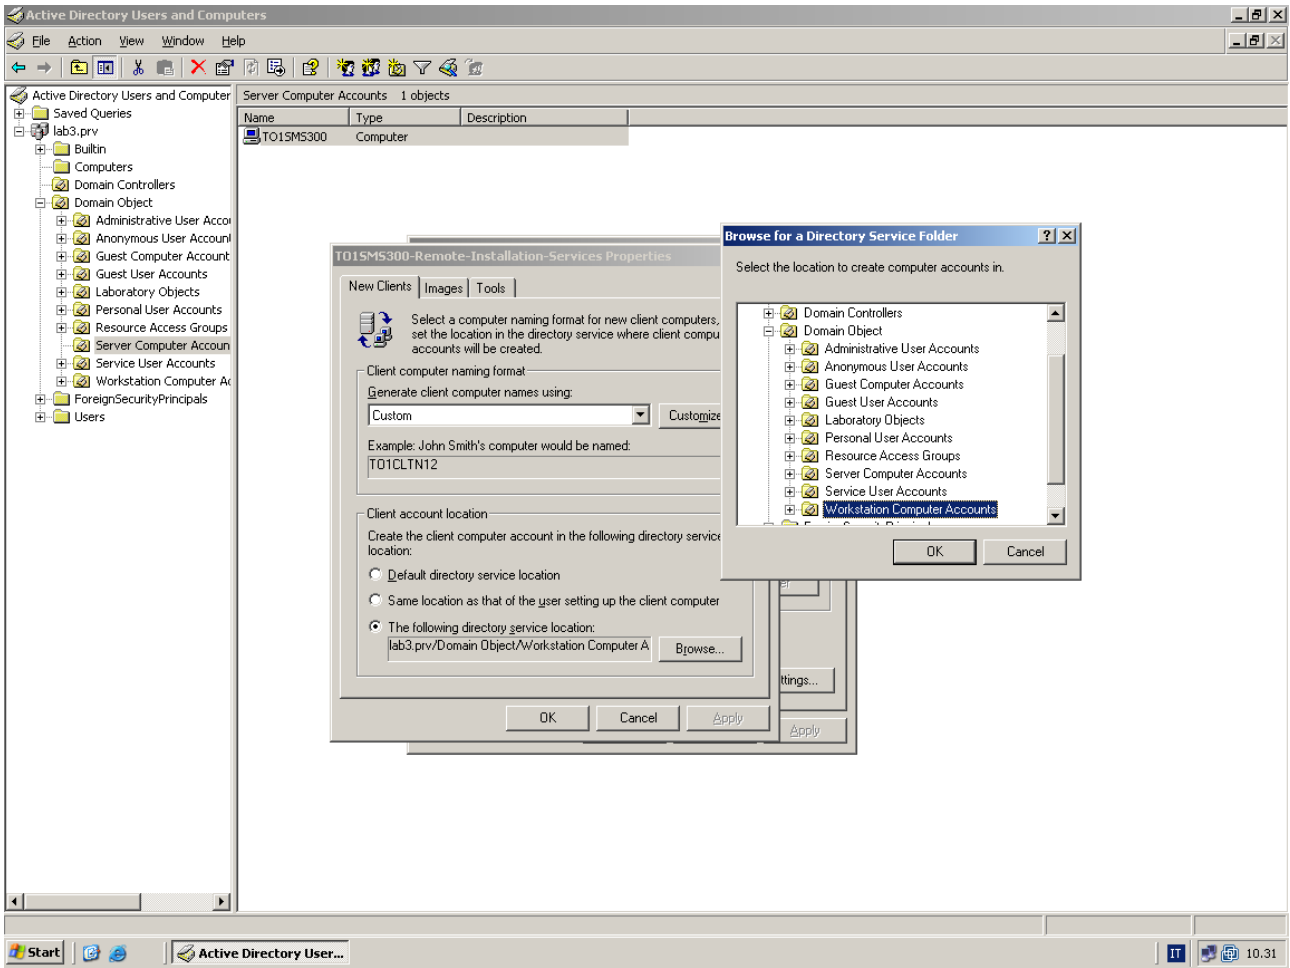 Active Directory Users and Computers
File Action View Window Help
Active Directory Users and Computer
Server Computer Accounts 1 objects
Saved Queries
lab3.prv
Builtin
Computers
Domain Controllers
Domain Object
Administrative User Accou
Anonymous User Account
Guest Computer Account
Guest User Accounts
Laboratory Objects
Personal User Accounts
Resource Access Groups
Server Computer Accoun
Service User Accounts
Workstation Computer Ac
ForeignSecurityPrincipals
Users
Name Type Description
TO1SMS300 Computer
TO1SMS300-Remote-Installation-Services Properties
New Clients Images Tools
Select a computer naming format for new client computers,
set the location in the directory service where client compu
accounts will be created.
Client computer naming format
Generate client computer names using:
Custom
Customize
Example: John Smith's computer would be named:
TO1CLTN12
Client account location
Create the client computer account in the following directory service
location:
Default directory service location
Same location as that of the user setting up the client computer
The following directory service location:
lab3.prv/Domain Object/Workstation Computer A
Browse...
OK Cancel Apply
ttings...
Apply
Browse for a Directory Service Folder
Select the location to create computer accounts in.
Domain Controllers
Domain Object
Administrative User Accounts
Anonymous User Accounts
Guest Computer Accounts
Guest User Accounts
Laboratory Objects
Personal User Accounts
Resource Access Groups
Server Computer Accounts
Service User Accounts
Workstation Computer Accounts
OK Cancel
Start
Active Directory User...
IT
10.31